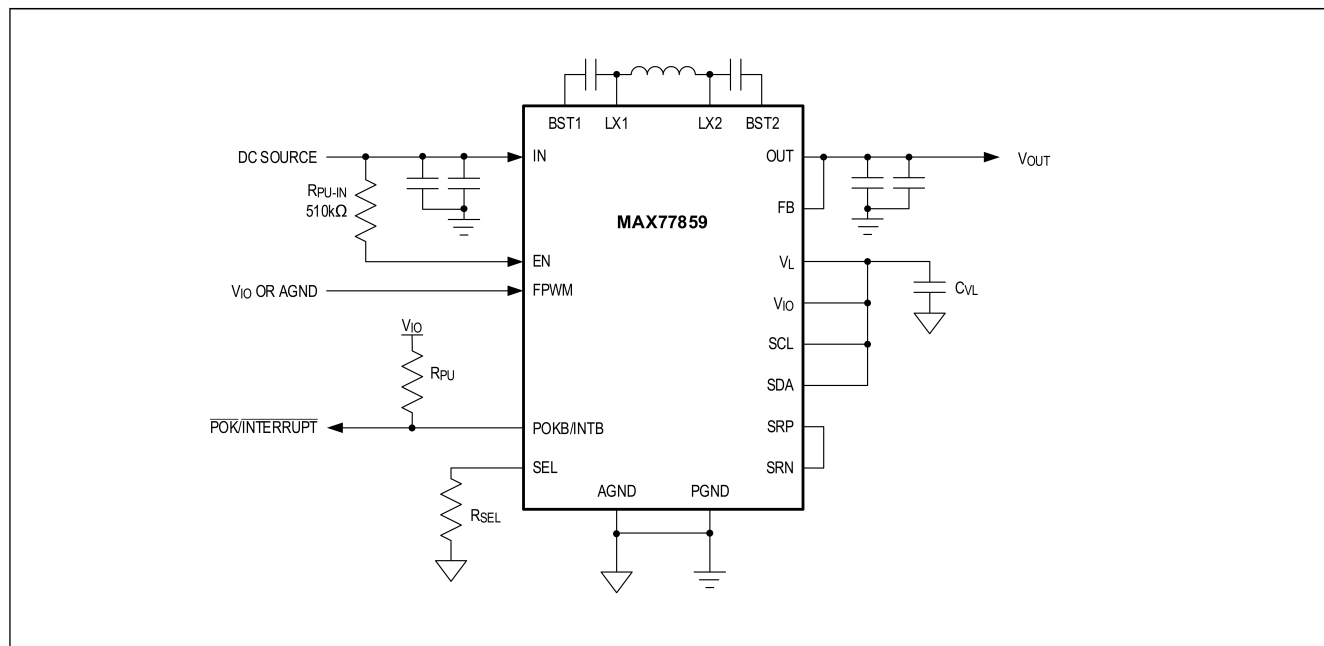 BST1 LX1 LX2 BST2
DC SOURCE
IN
OUT
VOUT
RPU-IN
510kΩ
MAX77859
FB
EN
VL
VIO OR AGND
FPWM
CVL
VIO
VIO
RPU
SCL
SDA
POK/INTERRUPT
POKB/INTB
SRP
SEL
SRN
RSEL
AGND
PGND